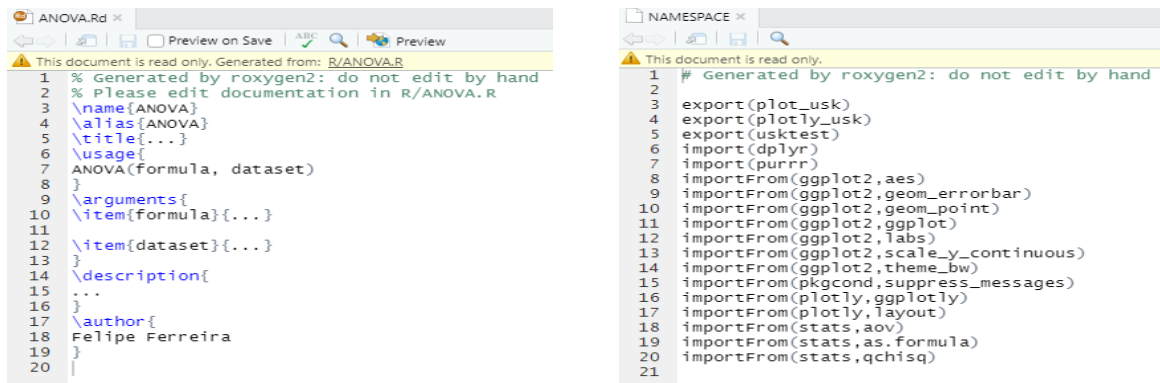 ANOVA.Rd
Preview on Save ABC Preview
This document is read only. Generated from: R/ANOVA.R
1 % Generated by roxygen2: do not edit by hand
2 % Please edit documentation in R/ANOVA.R
3 \name{ANOVA}
4 \alias{ANOVA}
5 \title{...}
6 \usage{
7 ANOVA(formula, dataset)
8 }
9 \arguments{
10 \item{formula}{...}
11
12 \item{dataset}{...}
13 }
14 \description{
15 ...
16 }
17 \author{
18 Felipe Ferreira
19 }
20
NAMESPACE
This document is read only.
1 # Generated by roxygen2: do not edit by hand
2
3 export(plot_usk)
4 export(plotly_usk)
5 export(usktest)
6 import(dplyr)
7 import(purrr)
8 importFrom(ggplot2,aes)
9 importFrom(ggplot2,geom_errorbar)
10 importFrom(ggplot2,geom_point)
11 importFrom(ggplot2,ggplot)
12 importFrom(ggplot2,labs)
13 importFrom(ggplot2,scale_y_continuous)
14 importFrom(ggplot2,theme_bw)
15 importFrom(pkgcond,suppress_messages)
16 importFrom(plotly,ggplotly)
17 importFrom(plotly,layout)
18 importFrom(stats,aov)
19 importFrom(stats,as.formula)
20 importFrom(stats,qchisq)
21